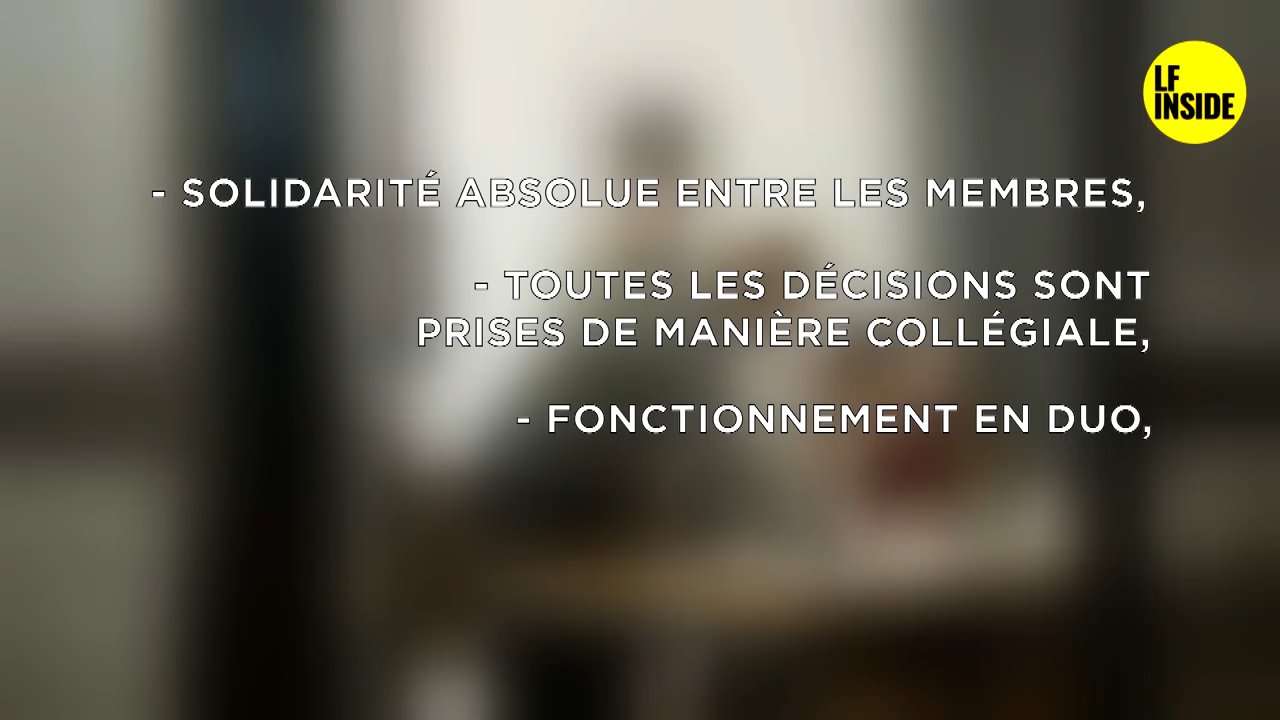 LF
INSIDE
- SOLIDARITÉ ABSOLUE ENTRE LES MEMBRES,
- TOUTES LES DÉCISIONS SONT
PRISES DE MANIÈRE COLLÉGIALE,
- FONCTIONNEMENT EN DUO,